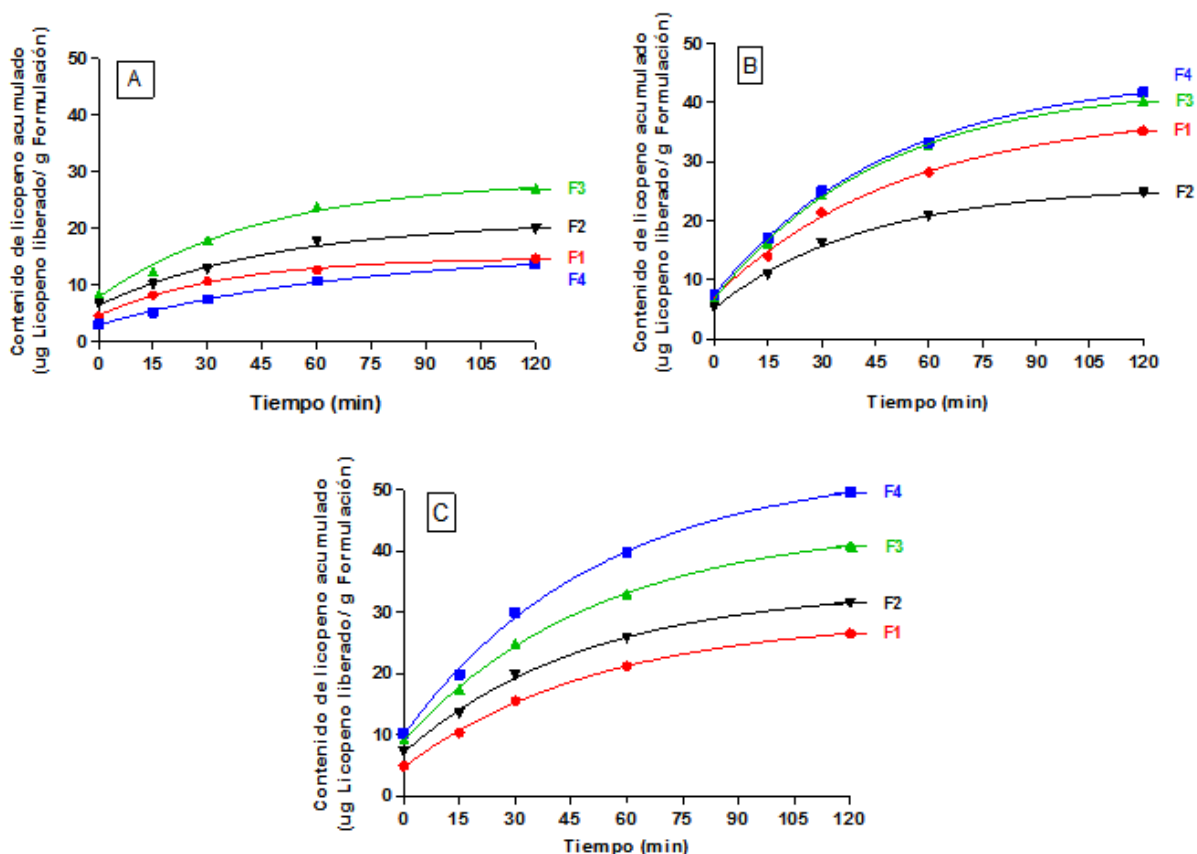 Contenido de licopeno acumulado
(ug Licopeno liberado/ g Formulación)
A
50
40
30
20
10
0
F3
F2
F1
F4
0 15 30 45 60 75 90 105 120
Tiempo (min)
Contenido de licopeno acumulado
(ug Licopeno liberado/ g Formulación)
B
50
40
30
20
10
0
F4
F3
F1
F2
0 15 30 45 60 75 90 105 120
Tiempo (min)
Contenido de licopeno acumulado
(ug Licopeno liberado/ g Formulación)
C
50
40
30
20
10
0
F4
F3
F2
F1
0 15 30 45 60 75 90 105 120
Tiempo (min)